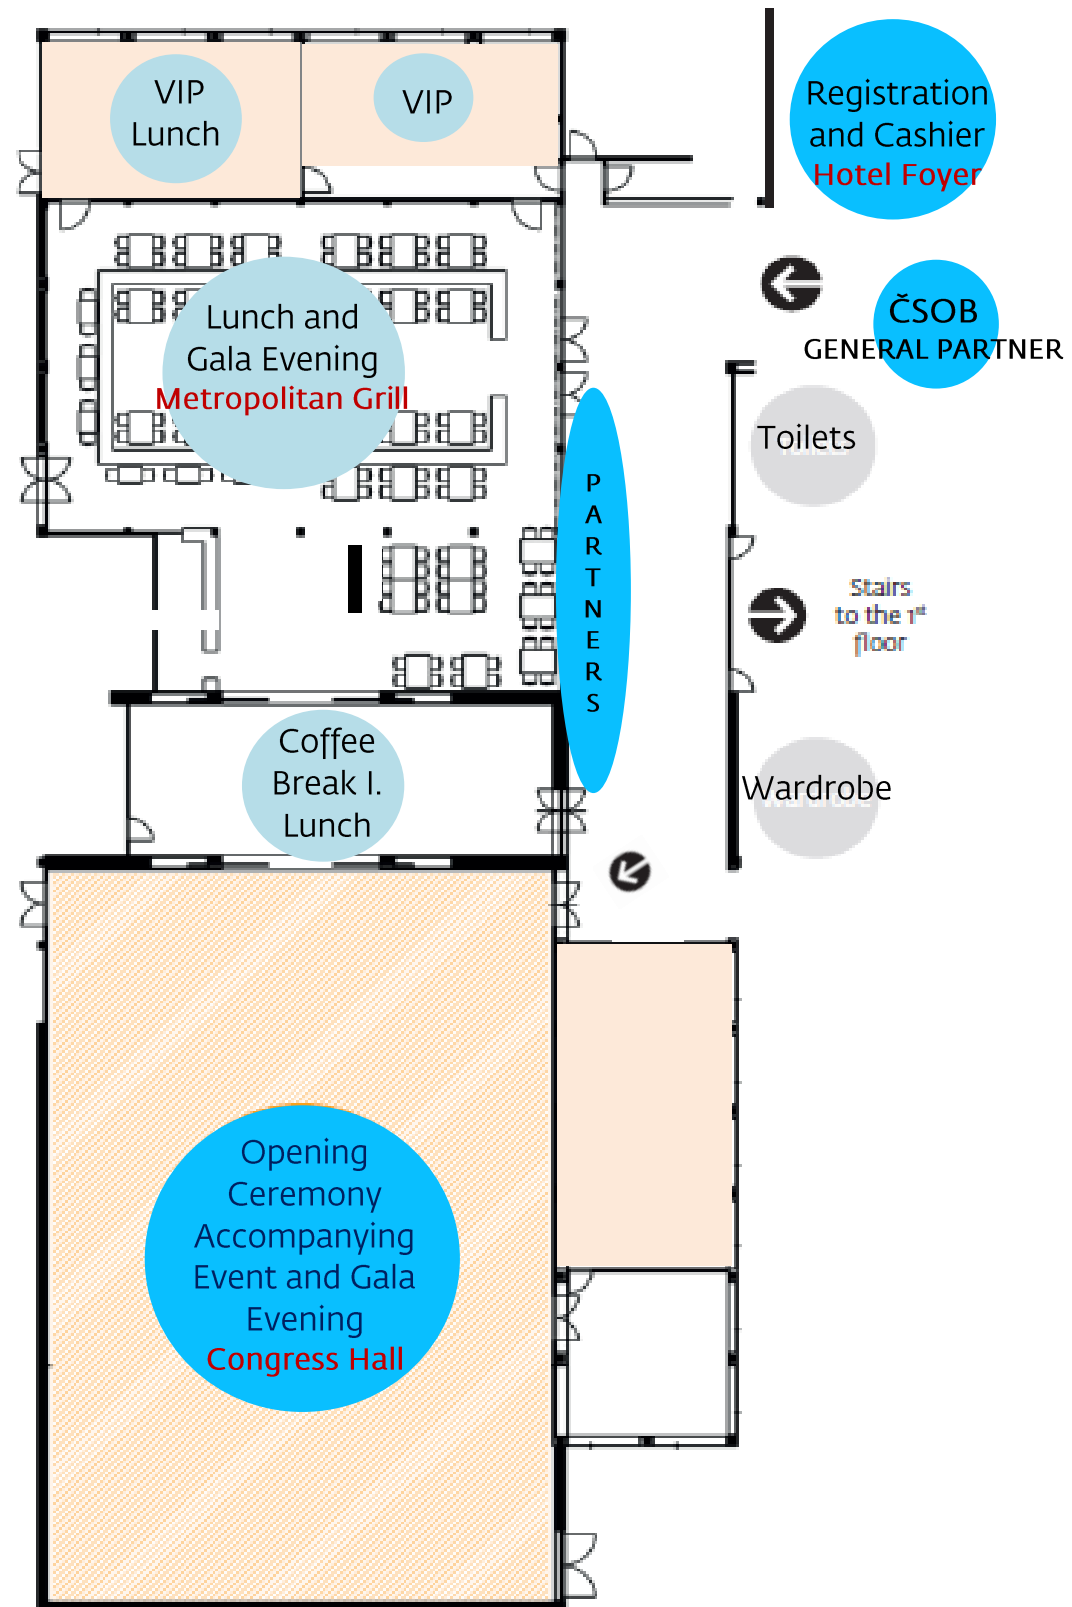 VIP
Lunch
VIP
Registration
and Cashier
Hotel Foyer
ČSOB
GENERAL PARTNER
Lunch and
Gala Evening
Metropolitan Grill
Toilets
P
A
R
T
N
E
R
S
Stairs
to the 1st
floor
Coffee
Break I.
Lunch
Wardrobe
Opening
Ceremony
Accompanying
Event and Gala
Evening
Congress Hall